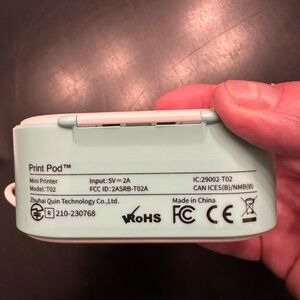 Print Pod™
Mini Printer Input:5V⎓2A IC:29002-T02
Model:T02 FCC ID:2ASRB-T02A CAN ICES(B)/NMB(B)
Zhuhai Quin Technology Co.,Ltd. Made in China
R 210-230768 RoHS FC CE